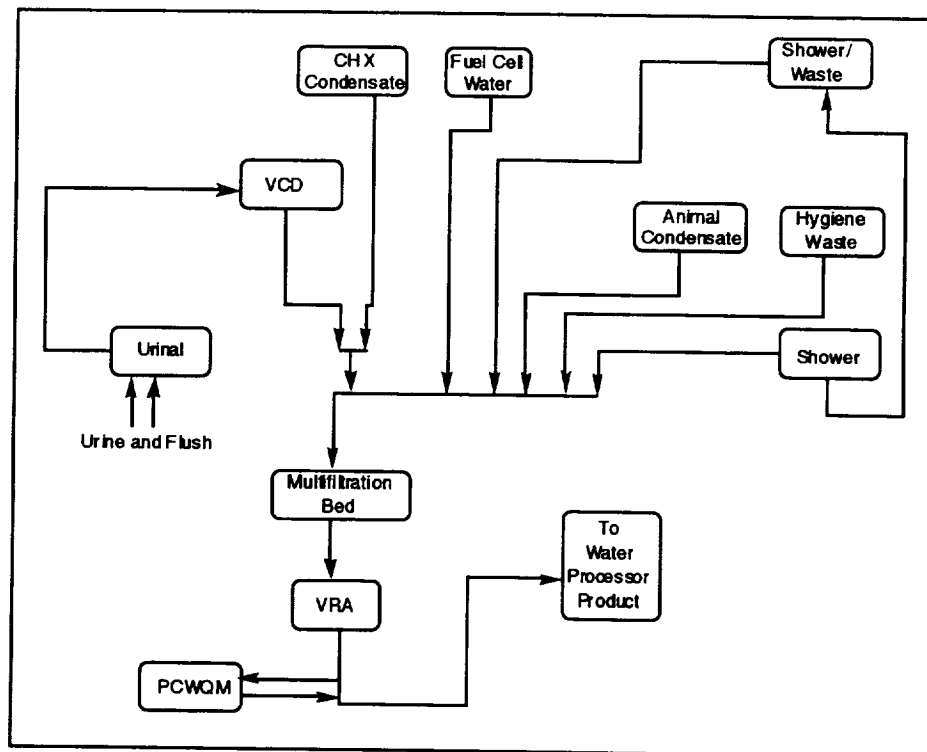 CHX
Condensate
Fuel Cell
Water
Shower/
Waste
VCD
Animal
Condensate
Hygiene
Waste
Urinal
Shower
Urine and Flush
Multifiltration
Bed
To
Water
Processor
Product
VRA
PCWQM